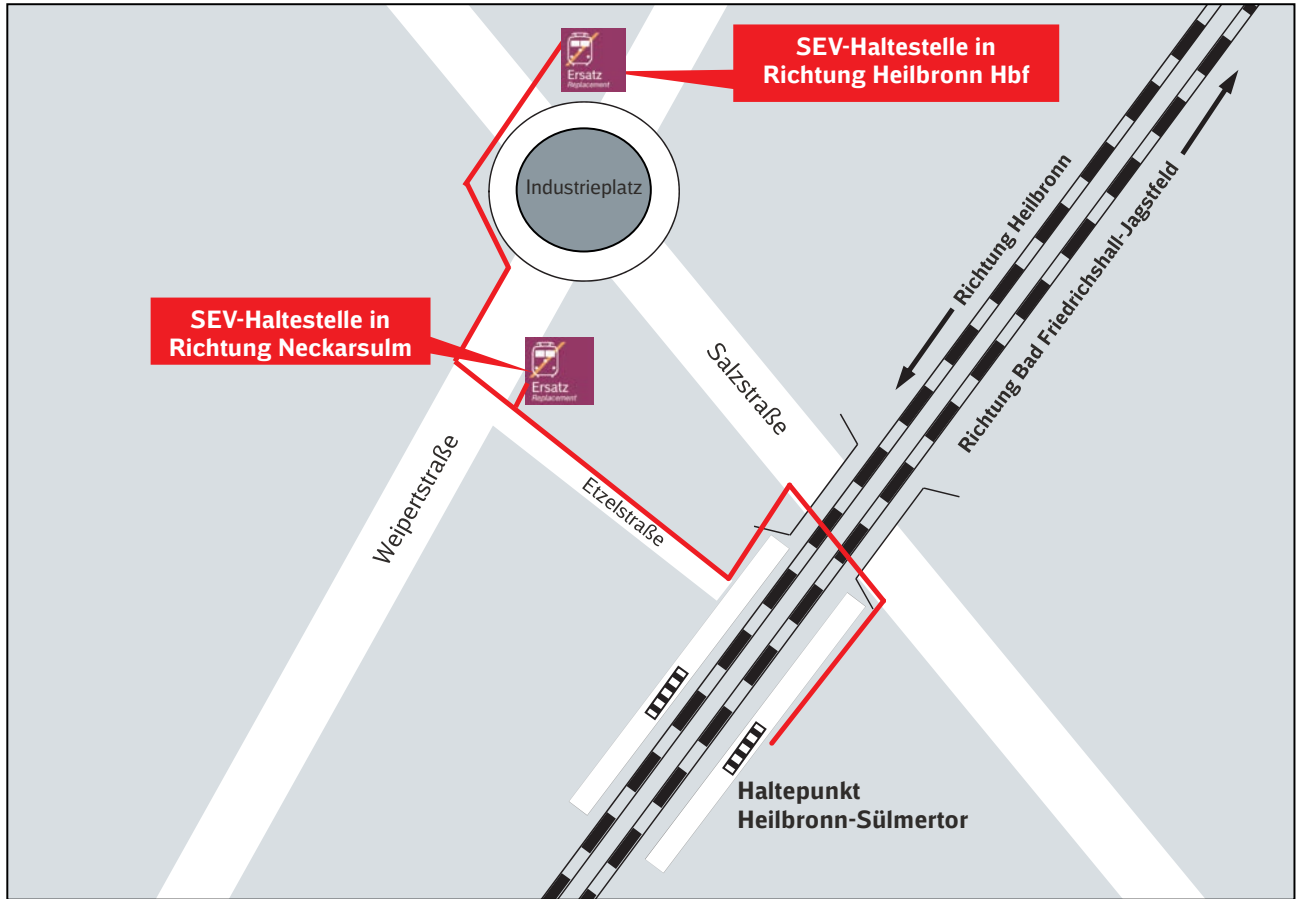 SEV-Haltestelle in
Richtung Heilbronn Hbf
Ersatz
Replacement
Industrieplatz
SEV-Haltestelle in
Richtung Neckarsulm
Ersatz
Replacement
Salzstraße
Richtung Heilbronn
Richtung Bad Friedrichshall-Jagstfeld
Weipertstraße
Etzelstraße
Haltepunkt
Heilbronn-Sülmertor